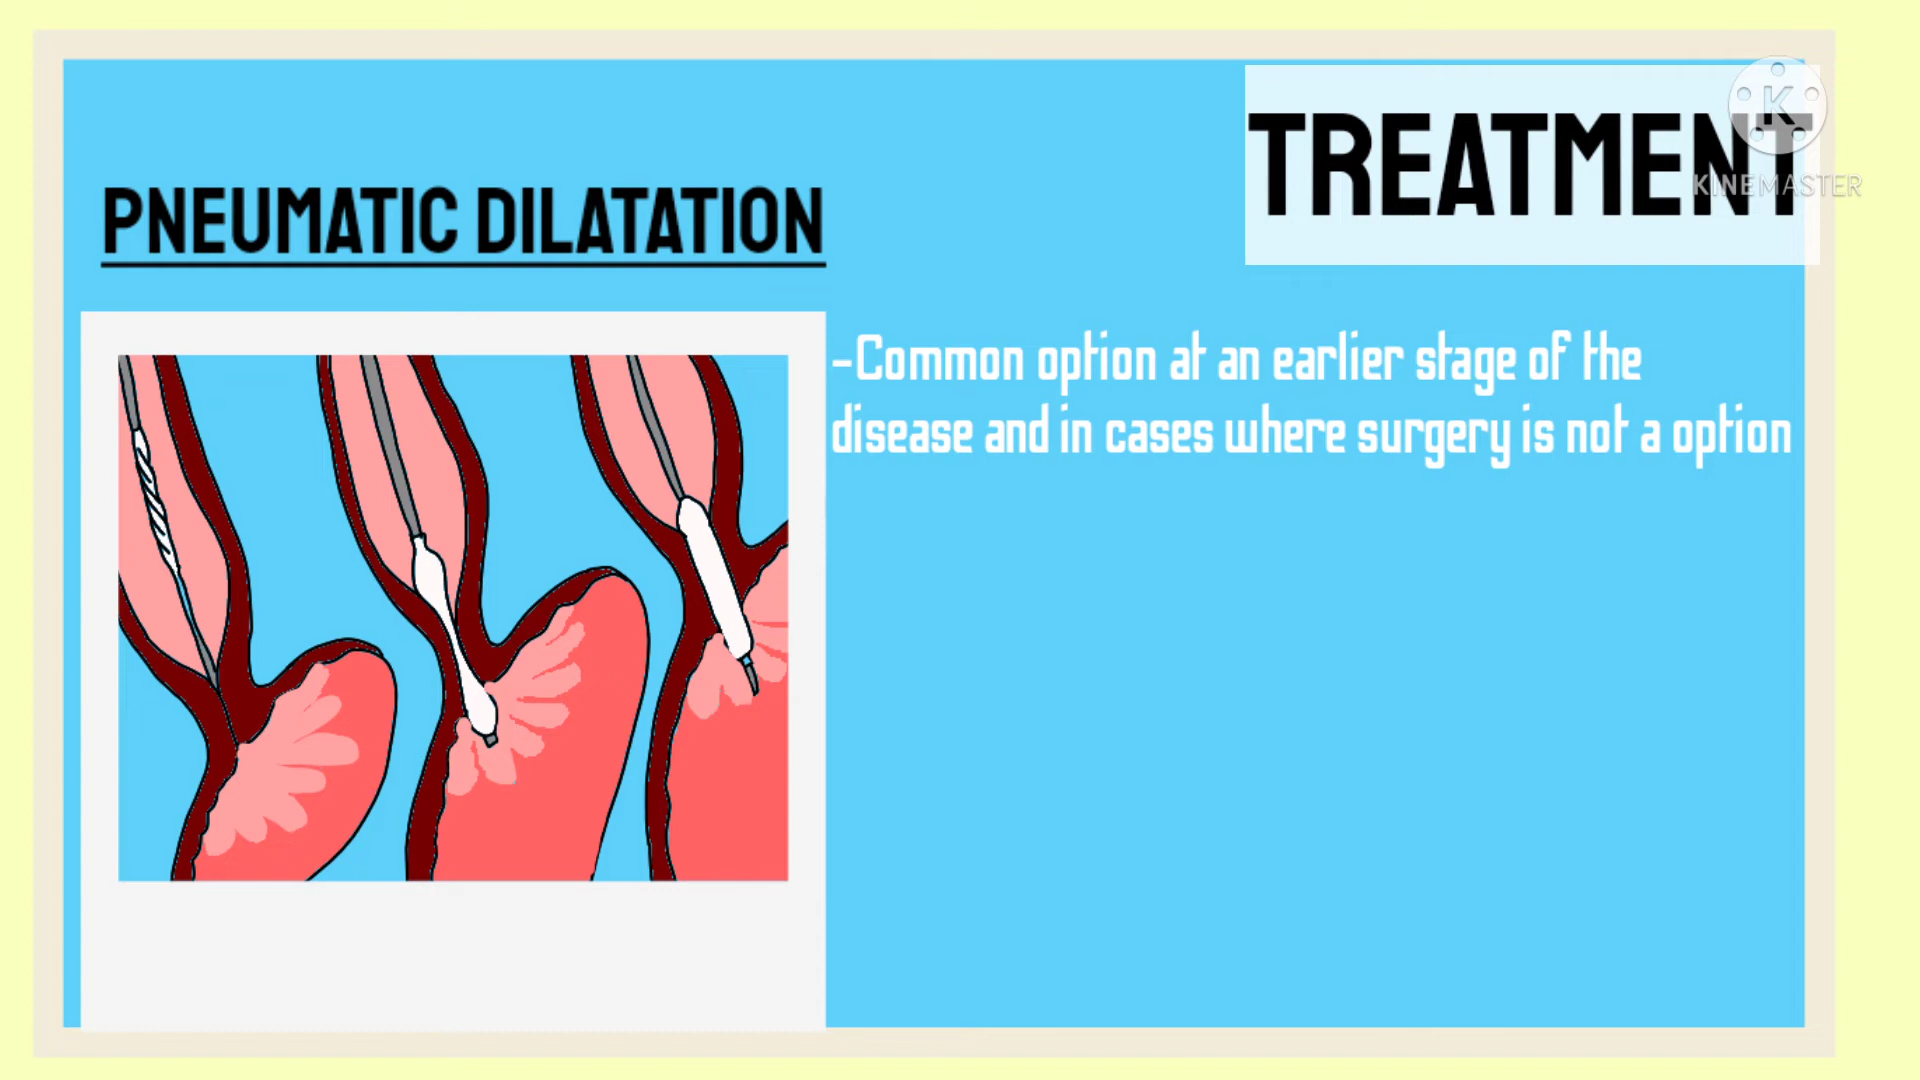 TREATMENT
K
KINEMASTER
PNEUMATIC DILATATION
-Common option at an earlier stage of the
disease and in cases where surgery is not a option